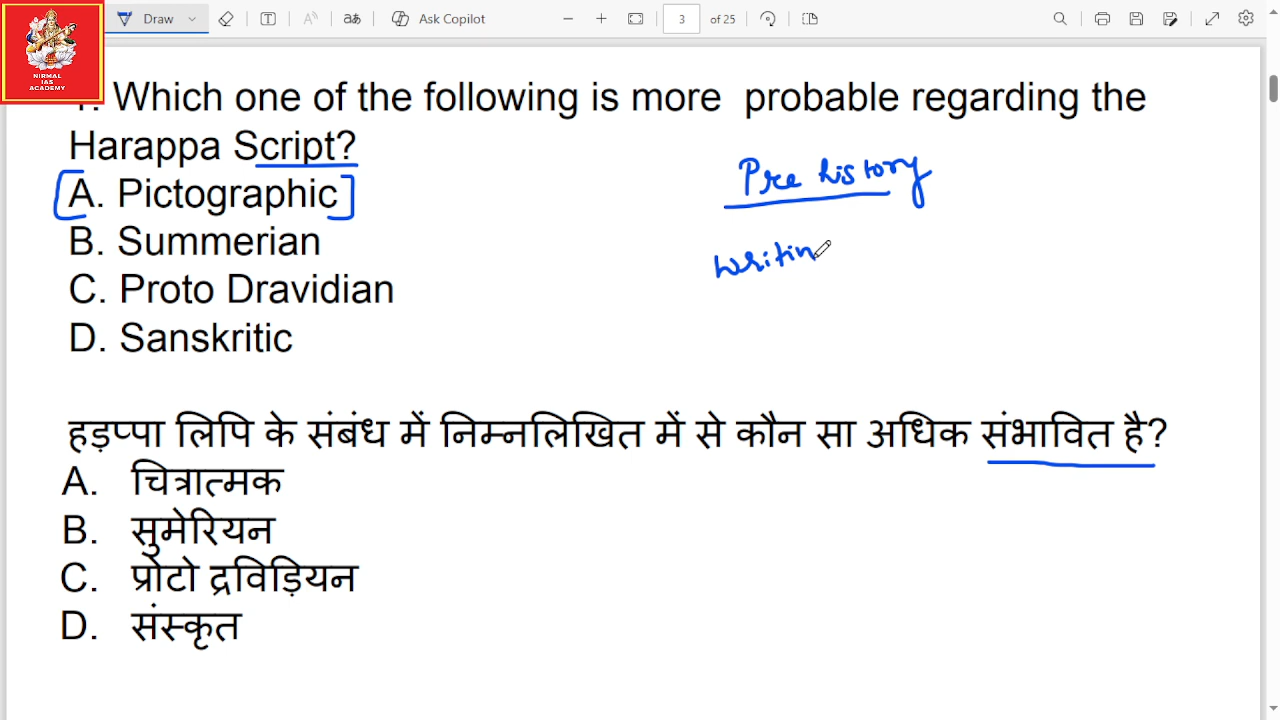 Draw
Ask Copilot
3 of 25
NIRMAL
IAS
ACADEMY
Which one of the following is more probable regarding the
Harappa Script?
A. Pictographic
B. Summerian
C. Proto Dravidian
D. Sanskritic
Pre history
writin
हड़प्पा लिपि के संबंध में निम्नलिखित में से कौन सा अधिक संभावित है?
A. चित्रात्मक
B. सुमेरियन
C. प्रोटो द्रविड़ियन
D. संस्कृत